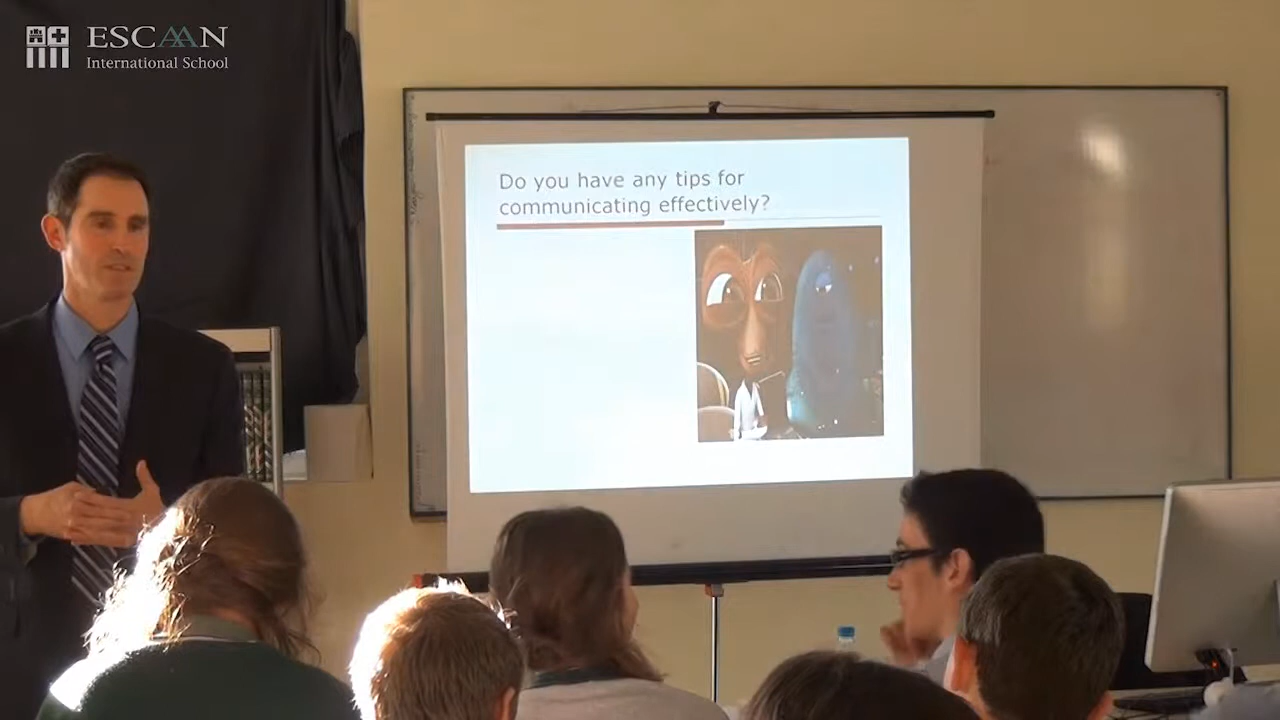 ESCAAN
International School
Do you have any tips for
communicating effectively?